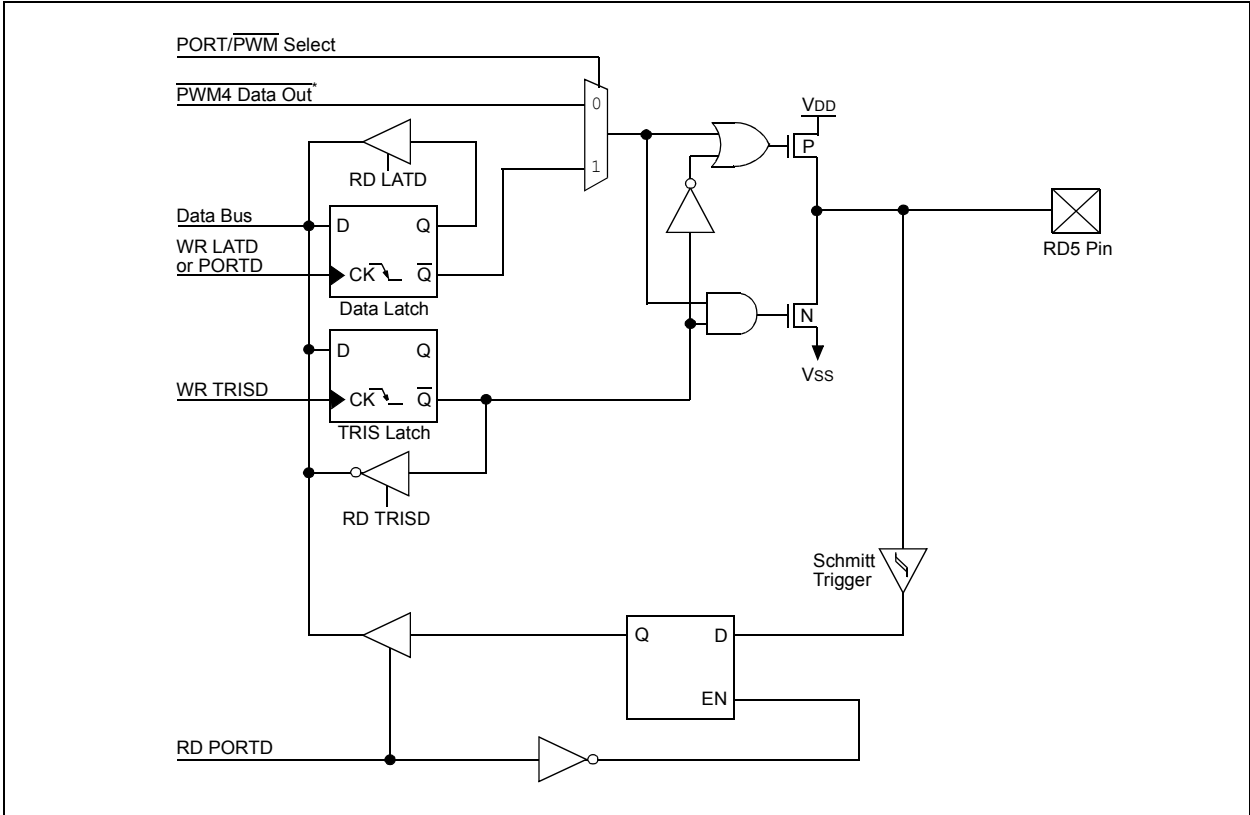 PORT/PWM Select
PWM4 Data Out*
0
VDD
P
1
RD LATD
Data Bus
D Q
RD5 Pin
WR LATD
or PORTD
CK Q
Data Latch
N
D Q
VSS
WR TRISD
CK Q
TRIS Latch
RD TRISD
Schmitt
Trigger
Q D
EN
RD PORTD